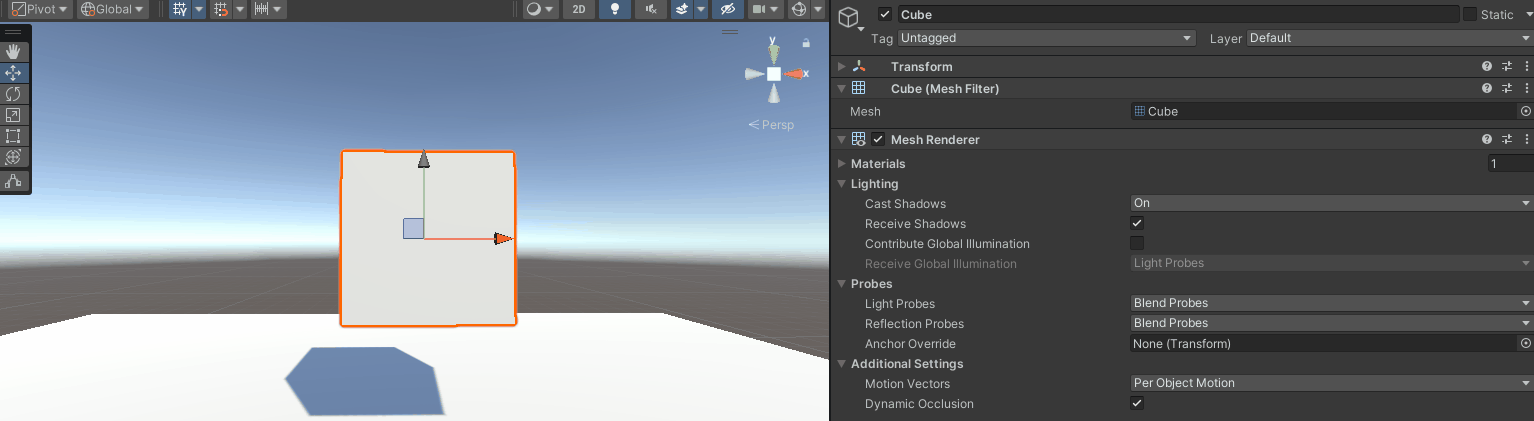 Pivot Global 2D
y
x
Persp
Cube Static
Tag Untagged Layer Default
Transform
Cube (Mesh Filter)
Mesh Cube
Mesh Renderer
Materials 1
Lighting
Cast Shadows On
Receive Shadows
Contribute Global Illumination
Receive Global Illumination Light Probes
Probes
Light Probes Blend Probes
Reflection Probes Blend Probes
Anchor Override None (Transform)
Additional Settings
Motion Vectors Per Object Motion
Dynamic Occlusion